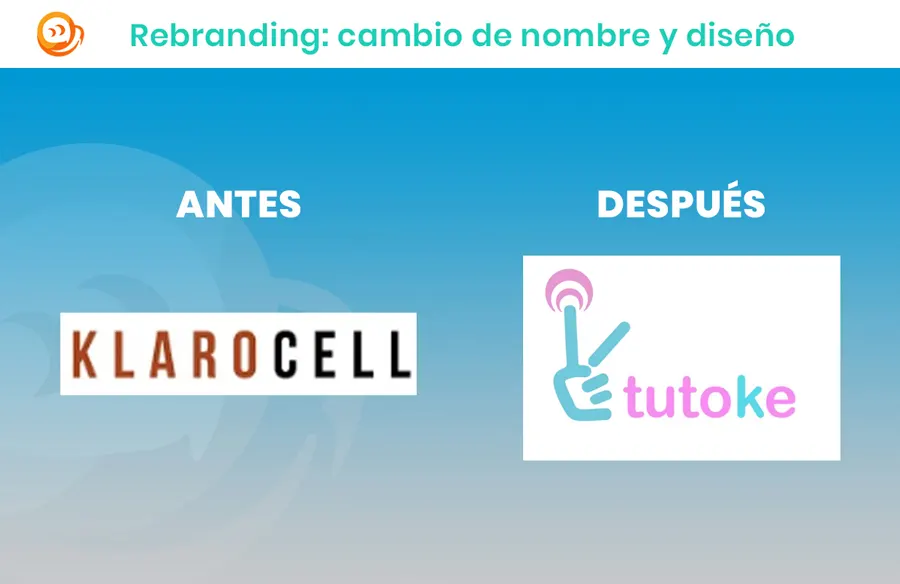 Rebranding: cambio de nombre y diseño
ANTES
DESPUÉS
KLAROCELL
tutoke